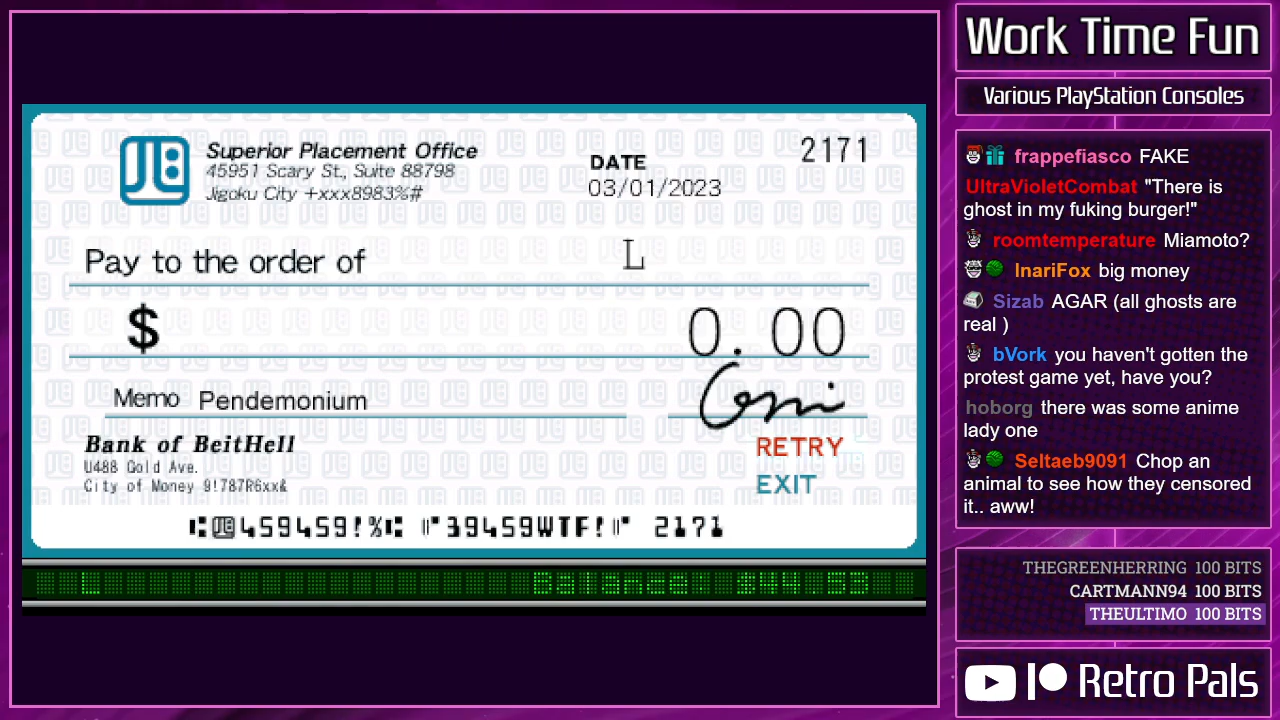 Superior Placement Office
45951 Scary St., Suite 88798
Jigoku City +xxx8983%#
DATE
03/01/2023
2171
Pay to the order of L
$ 0.00
Memo Pendemonium
Bank of BeitHell
U488 Gold Ave.
City of Money 9!787R6xx&
RETRY
EXIT
459459!%
39459WTF!
2171
L Balance: $44.53
Work Time Fun
Various PlayStation Consoles
frappefiasco FAKE
UltraVioletCombat "There is
ghost in my fuking burger!"
roomtemperature Miamoto?
InariFox big money
Sizab AGAR (all ghosts are
real )
bVork you haven't gotten the
protest game yet, have you?
hoborg there was some anime
lady one
Seltaeb9091 Chop an
animal to see how they censored
it.. aww!
THEGREENHERRING 100 BITS
CARTMANN94 100 BITS
THEULTIMO 100 BITS
Retro Pals